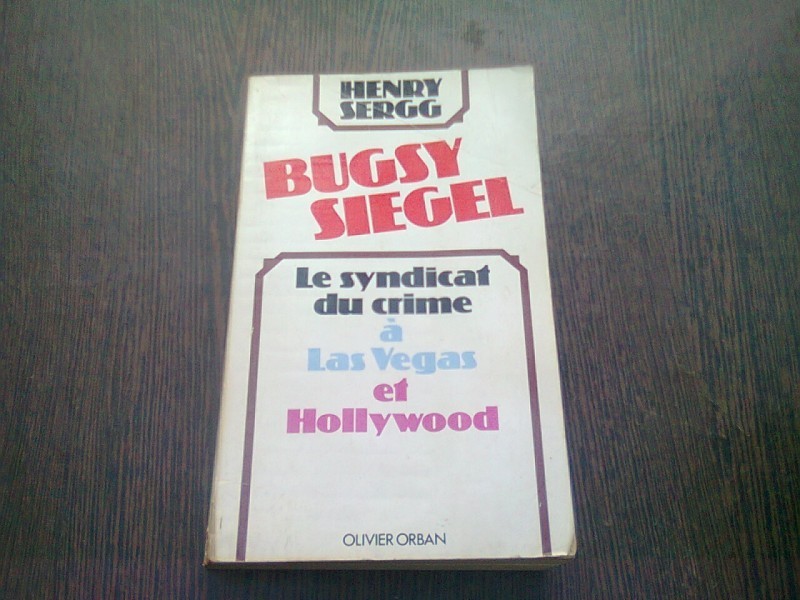 HENRY
SERGG
BUGSY
SIEGEL
Le syndicat
du crime
à
Las Vegas
et
Hollywood
OLIVIER ORBAN